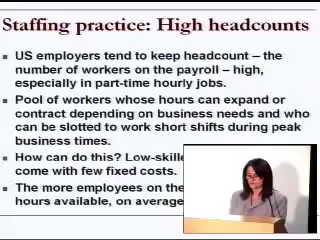 Staffing practice: High headcounts
US employers tend to keep headcount – the
number of workers on the payroll – high,
especially in part-time hourly jobs.
Pool of workers whose hours can expand or
contract depending on business needs and who
can be slotted to work short shifts during peak
business times.
How can do this?
come with few fixed costs.
The more employees on the
hours available, on average